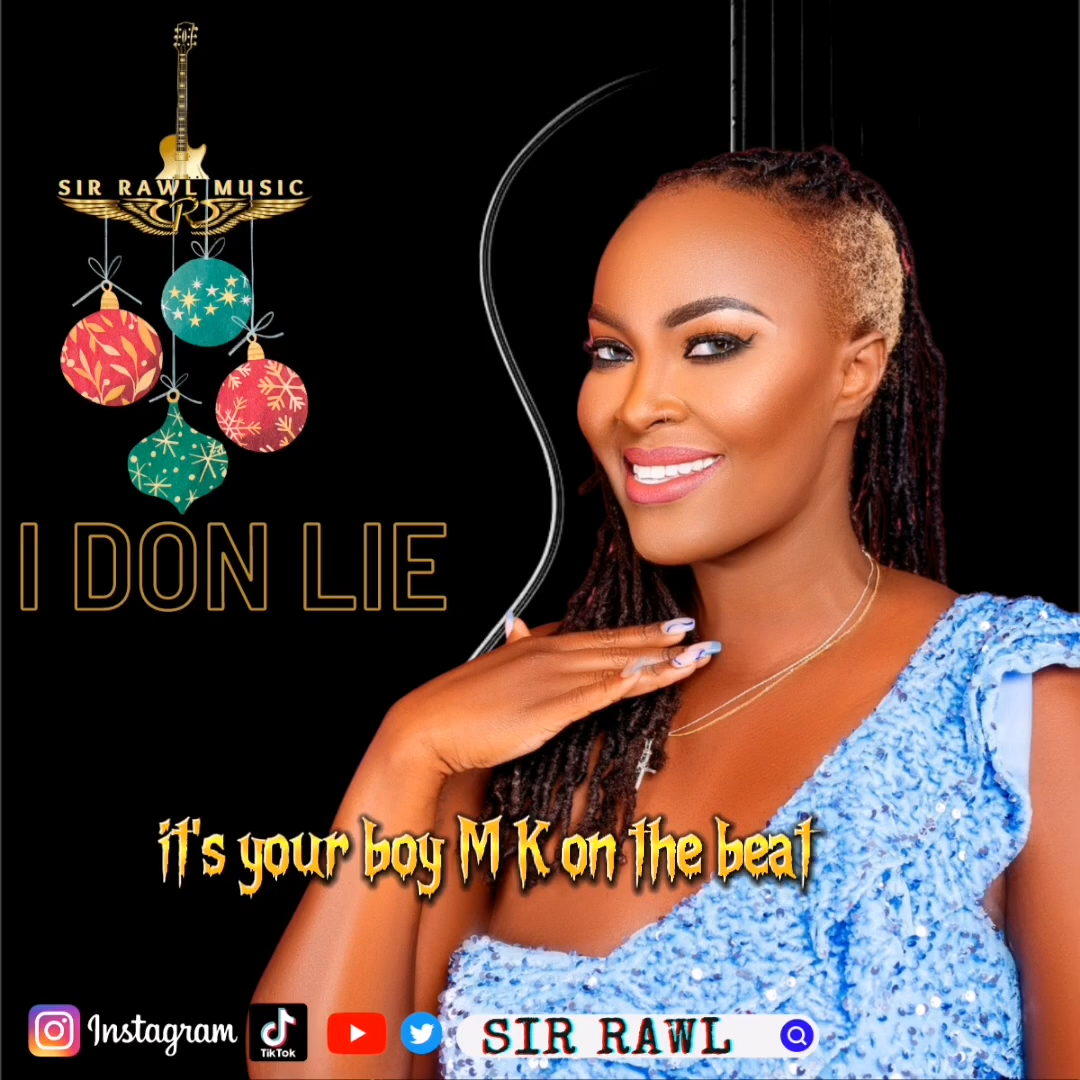 SIR RAWL MUSIC
R
I DON LIE
it's your boy M K on the beat
Instagram
TikTok
SIR RAWL